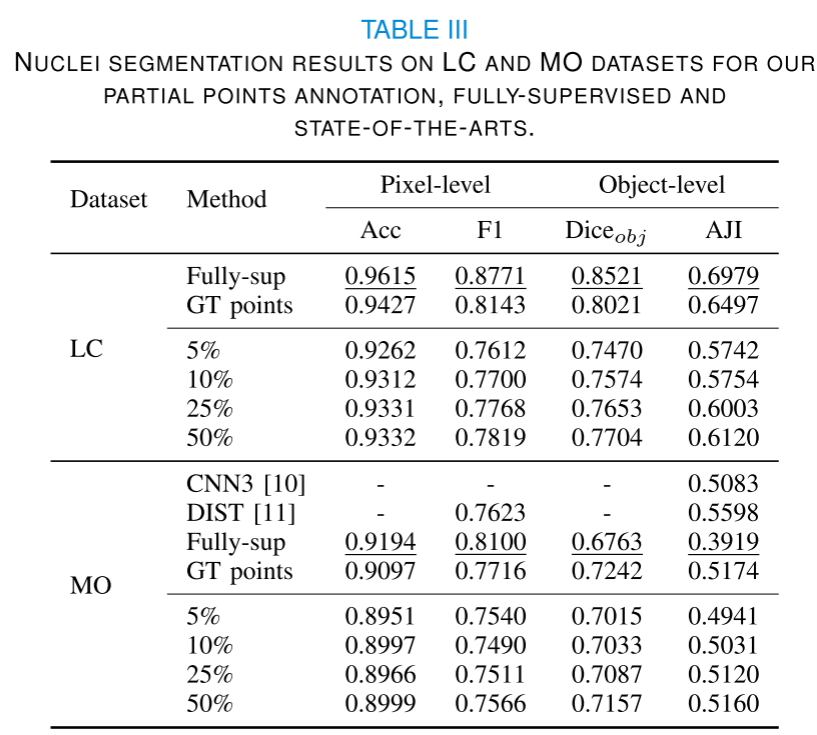 TABLE III
NUCLEI SEGMENTATION RESULTS ON LC AND MO DATASETS FOR OUR
PARTIAL POINTS ANNOTATION, FULLY-SUPERVISED AND
STATE-OF-THE-ARTS.
Dataset Method Pixel-level Object-level
Acc F1 Dice_obj AJI
LC
Fully-sup 0.9615 0.8771 0.8521 0.6979
GT points 0.9427 0.8143 0.8021 0.6497
5% 0.9262 0.7612 0.7470 0.5742
10% 0.9312 0.7700 0.7574 0.5754
25% 0.9331 0.7768 0.7653 0.6003
50% 0.9332 0.7819 0.7704 0.6120
MO
CNN3 [10] - - - 0.5083
DIST [11] - 0.7623 - 0.5598
Fully-sup 0.9194 0.8100 0.6763 0.3919
GT points 0.9097 0.7716 0.7242 0.5174
5% 0.8951 0.7540 0.7015 0.4941
10% 0.8997 0.7490 0.7033 0.5031
25% 0.8966 0.7511 0.7087 0.5120
50% 0.8999 0.7566 0.7157 0.5160